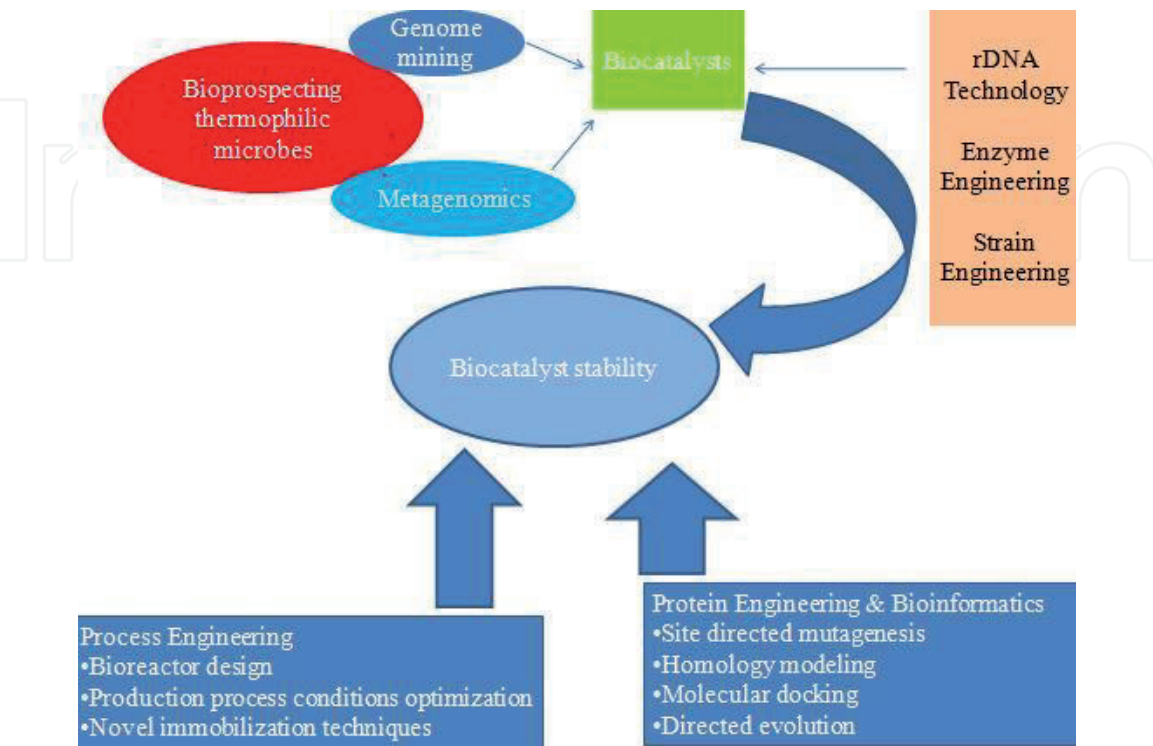 Genome
mining
Bioprospecting
thermophilic
microbes
Metagenomics
Biocatalysts
rDNA
Technology
Enzyme
Engineering
Strain
Engineering
Biocatalyst stability
Process Engineering
•Bioreactor design
•Production process conditions optimization
•Novel immobilization techniques
Protein Engineering & Bioinformatics
•Site directed mutagenesis
•Homology modeling
•Molecular docking
•Directed evolution